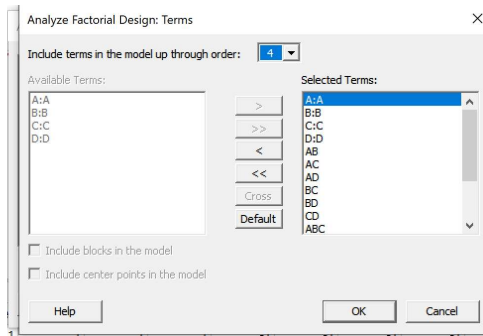 Analyze Factorial Design: Terms
Include terms in the model up through order: 4
Available Terms:
A:A
B:B
C:C
D:D
>
>>
<
<<
Cross
Default
Selected Terms:
A:A
B:B
C:C
D:D
AB
AC
AD
BC
BD
CD
ABC
Include blocks in the model
Include center points in the model
Help
OK
Cancel